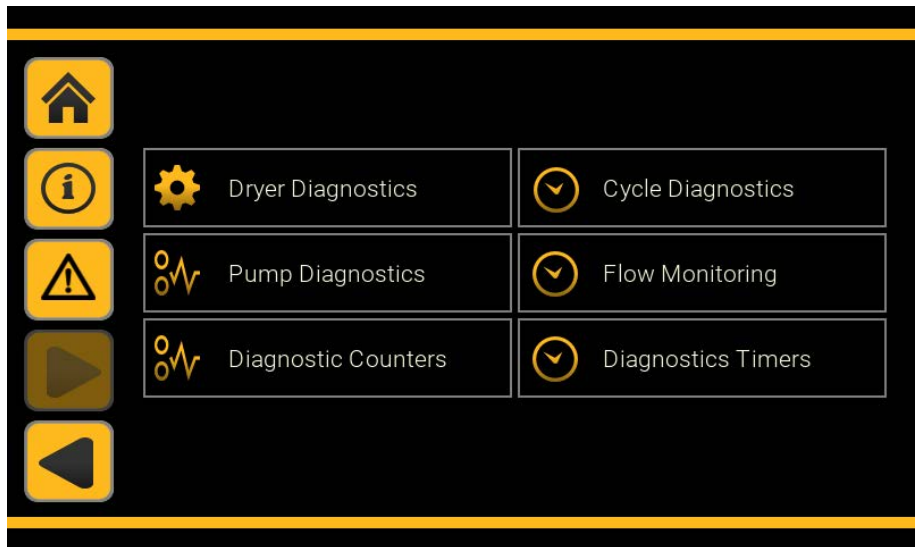 Dryer Diagnostics
Cycle Diagnostics
Pump Diagnostics
Flow Monitoring
Diagnostic Counters
Diagnostics Timers